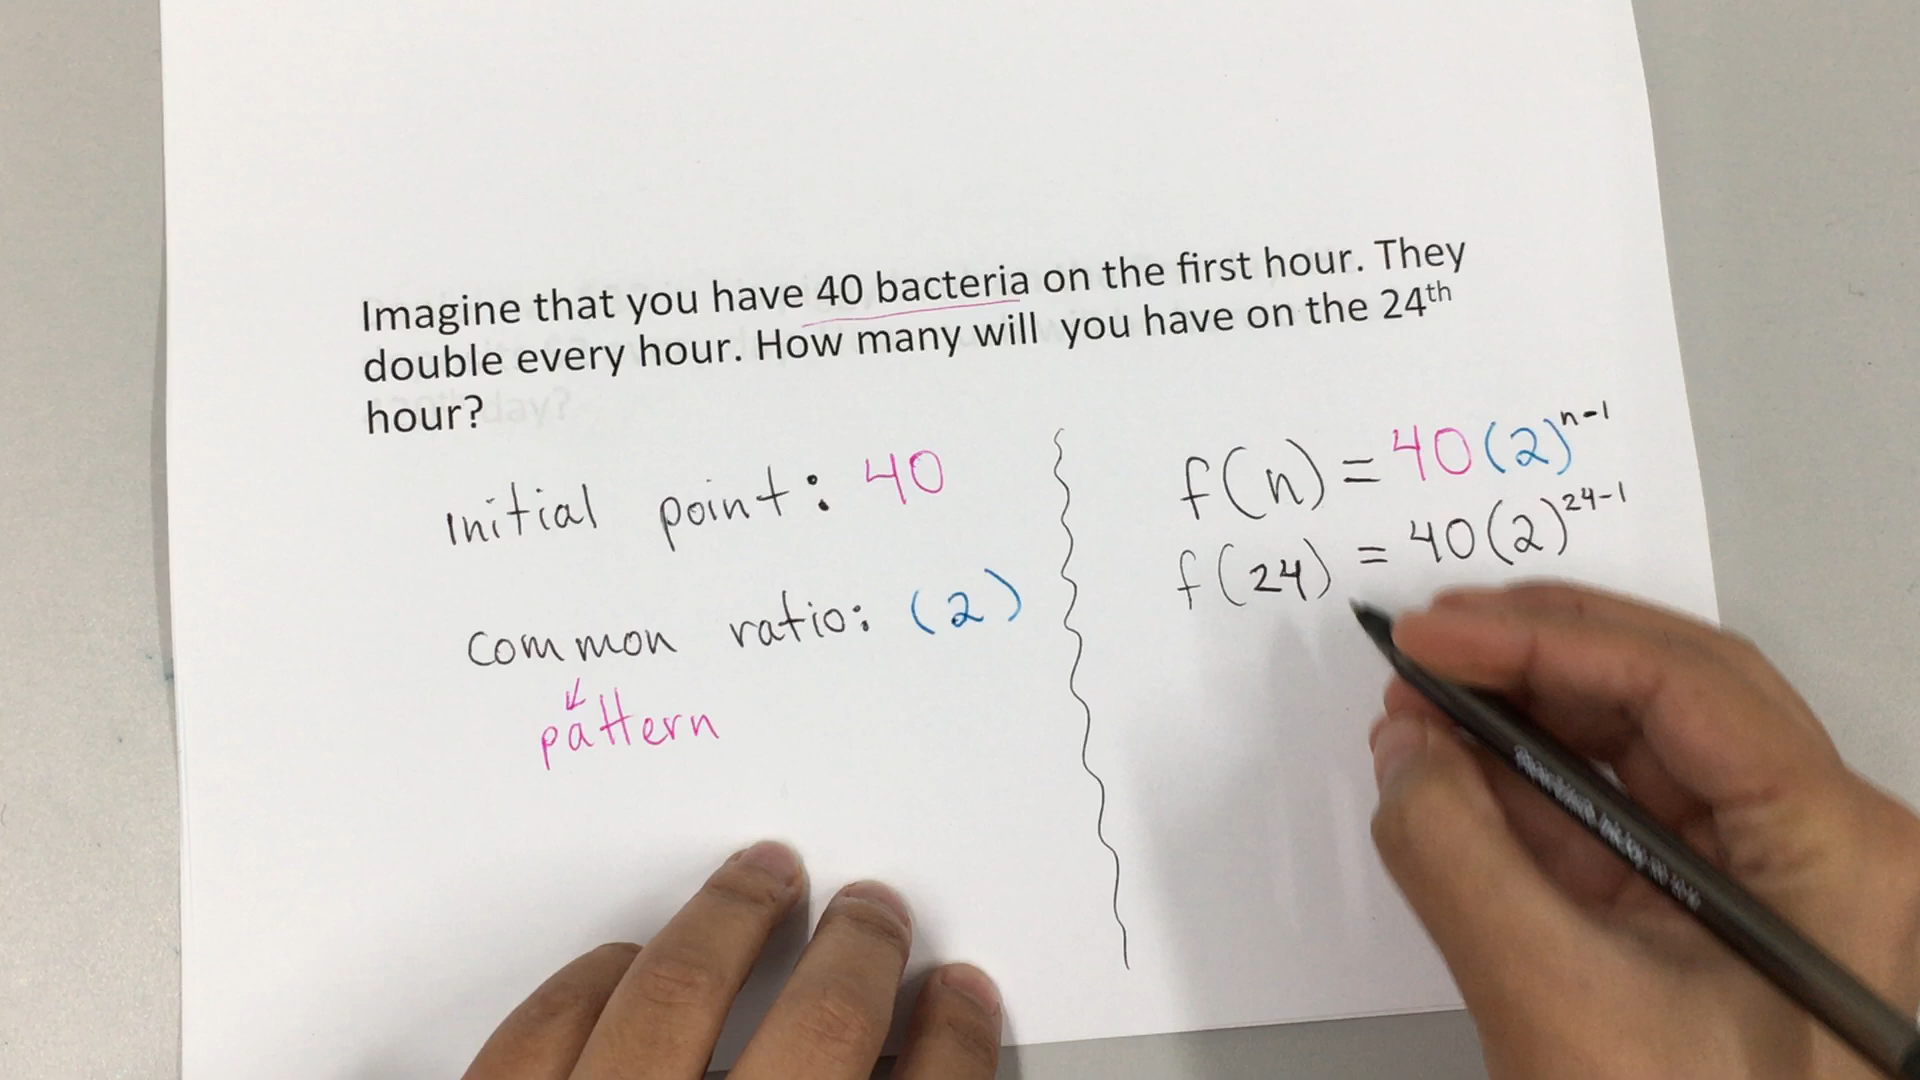 Imagine that you have 40 bacteria on the first hour. They
double every hour. How many will you have on the 24th
hour?
initial point: 40
common ratio: (2)
pattern
f(n) = 40(2)^n-1
f(24) = 40(2)^24-1